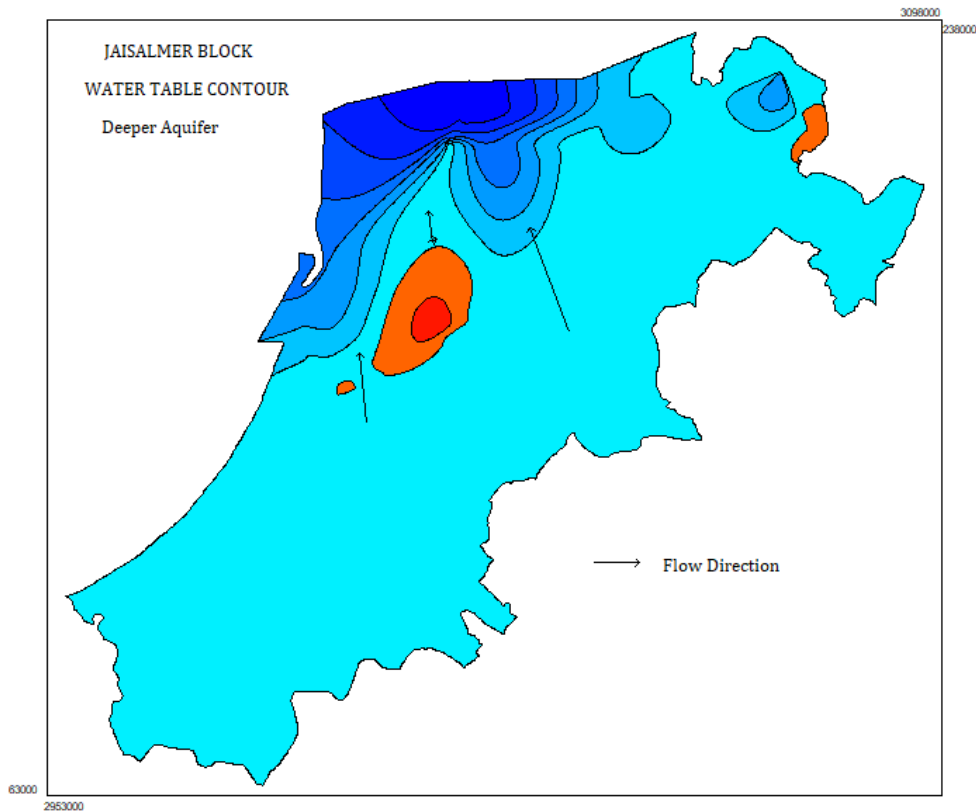 3098000
238000
JAISALMER BLOCK
WATER TABLE CONTOUR
Deeper Aquifer
Flow Direction
63000
2953000